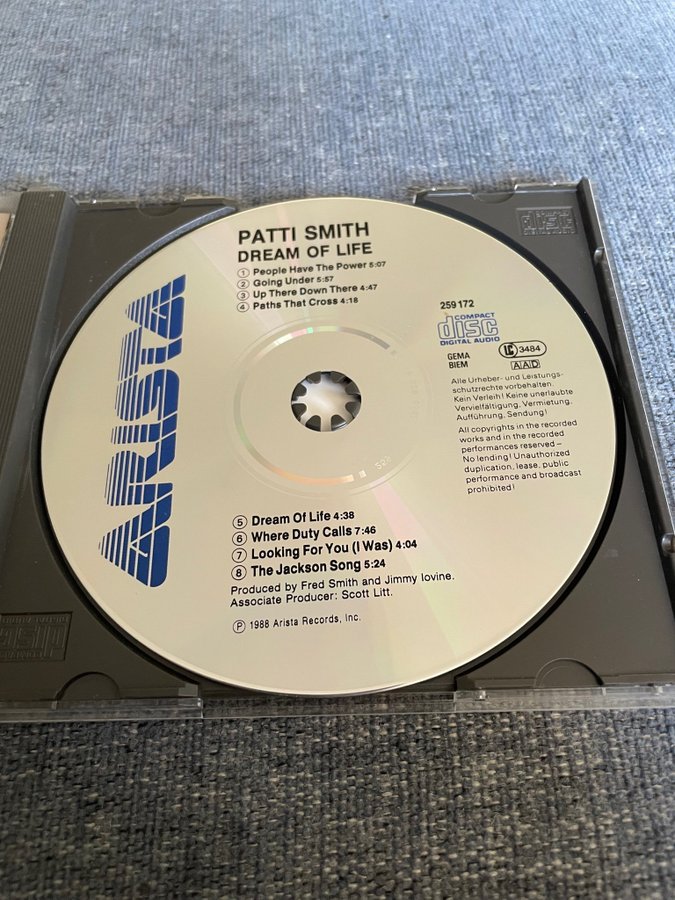 PATTI SMITH
DREAM OF LIFE
① People Have The Power 5:07
② Going Under 5:57
③ Up There Down There 4:47
④ Paths That Cross 4:18
ARISTA
259 172
COMPACT
disc
DIGITAL AUDIO
GEMA
BIEM
LC 3484
AAD
Alle Urheber- und Leistungs-
schutzrechte vorbehalten.
Kein Verleih! Keine unerlaubte
Vervielfältigung, Vermietung,
Aufführung, Sendung!
All copyrights in the recorded
works and in the recorded
performances reserved –
No lending! Unauthorized
duplication, lease, public
performance and broadcast
prohibited!
⑤ Dream Of Life 4:38
⑥ Where Duty Calls 7:46
⑦ Looking For You (I Was) 4:04
⑧ The Jackson Song 5:24
Produced by Fred Smith and Jimmy Iovine.
Associate Producer: Scott Litt.
Ⓟ 1988 Arista Records, Inc.